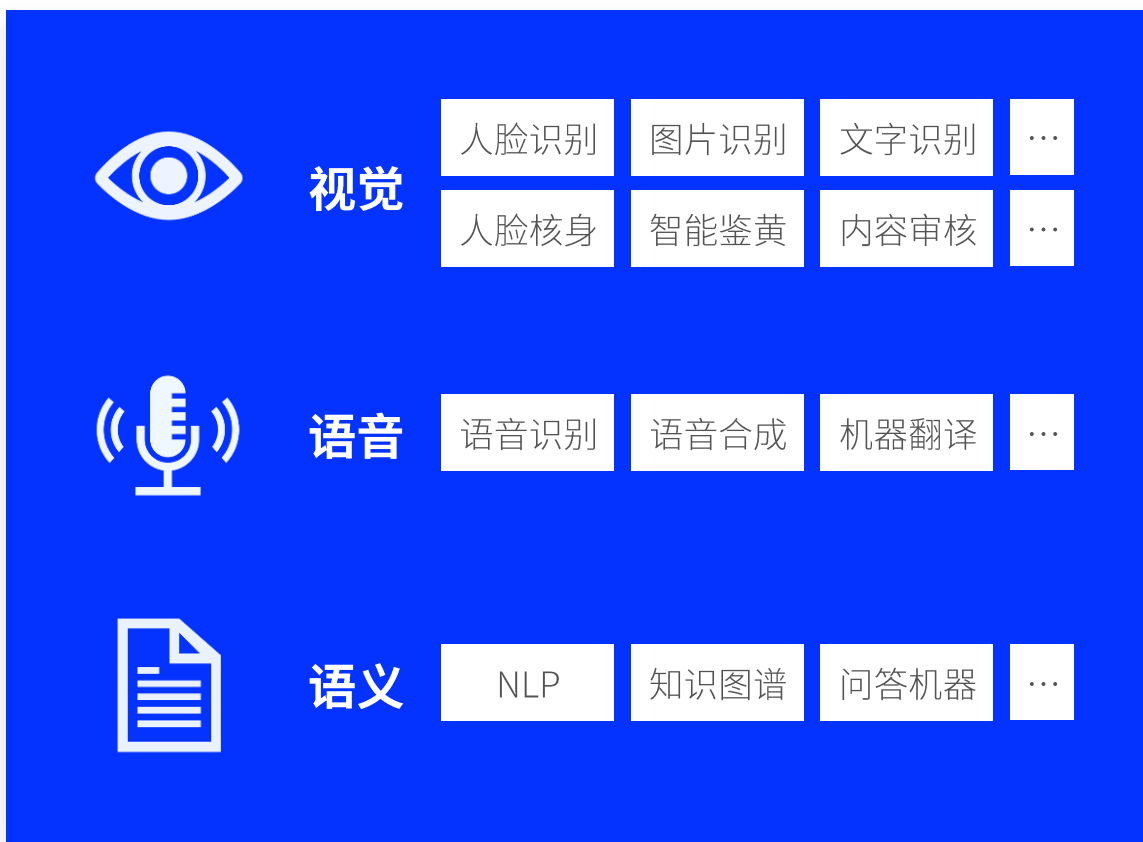 视觉
人脸识别 图片识别 文字识别 …
人脸核身 智能鉴黄 内容审核 …
语音 语音识别 语音合成 机器翻译 …
语义 NLP 知识图谱 问答机器 …